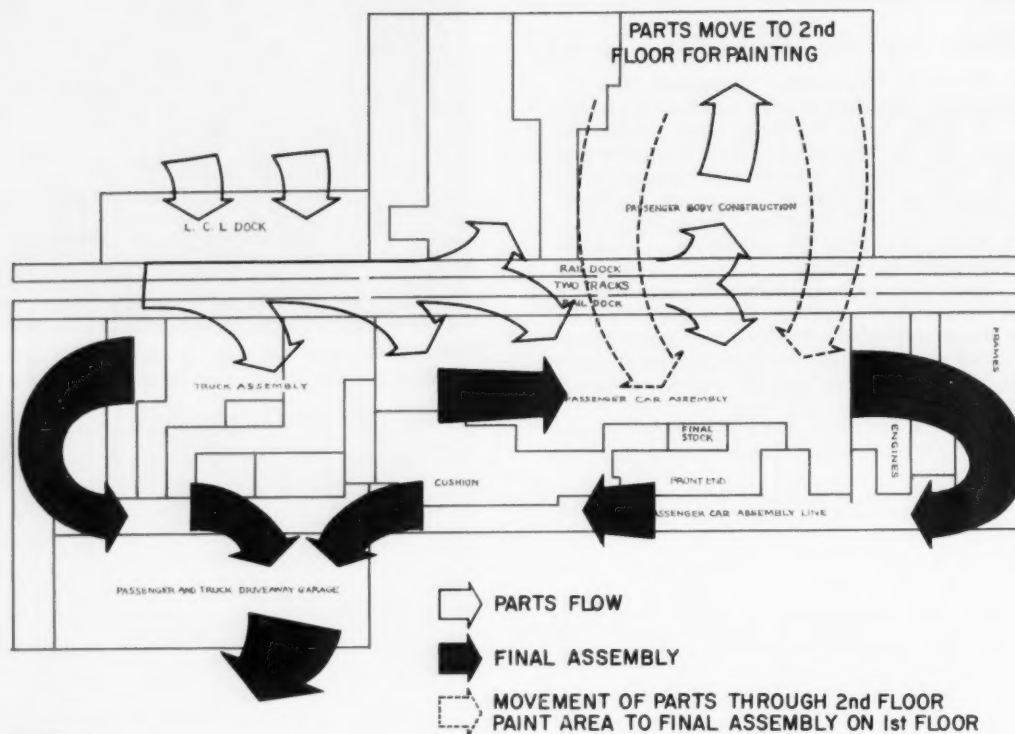 PARTS MOVE TO 2nd
FLOOR FOR PAINTING
L. C. L DOCK
PASSENGER BODY CONSTRUCTION
RAIL DOCK
TWO TRACKS
RAIL DOCK
FRAMES
TRUCK ASSEMBLY
PASSENGER CAR ASSEMBLY
FINAL
STOCK
ENGINES
CUSHION
FRONT END
PASSENGER CAR ASSEMBLY LINE
PASSENGER AND TRUCK DRIVEAWAY GARAGE
PARTS FLOW
FINAL ASSEMBLY
MOVEMENT OF PARTS THROUGH 2nd FLOOR
PAINT AREA TO FINAL ASSEMBLY ON 1st FLOOR